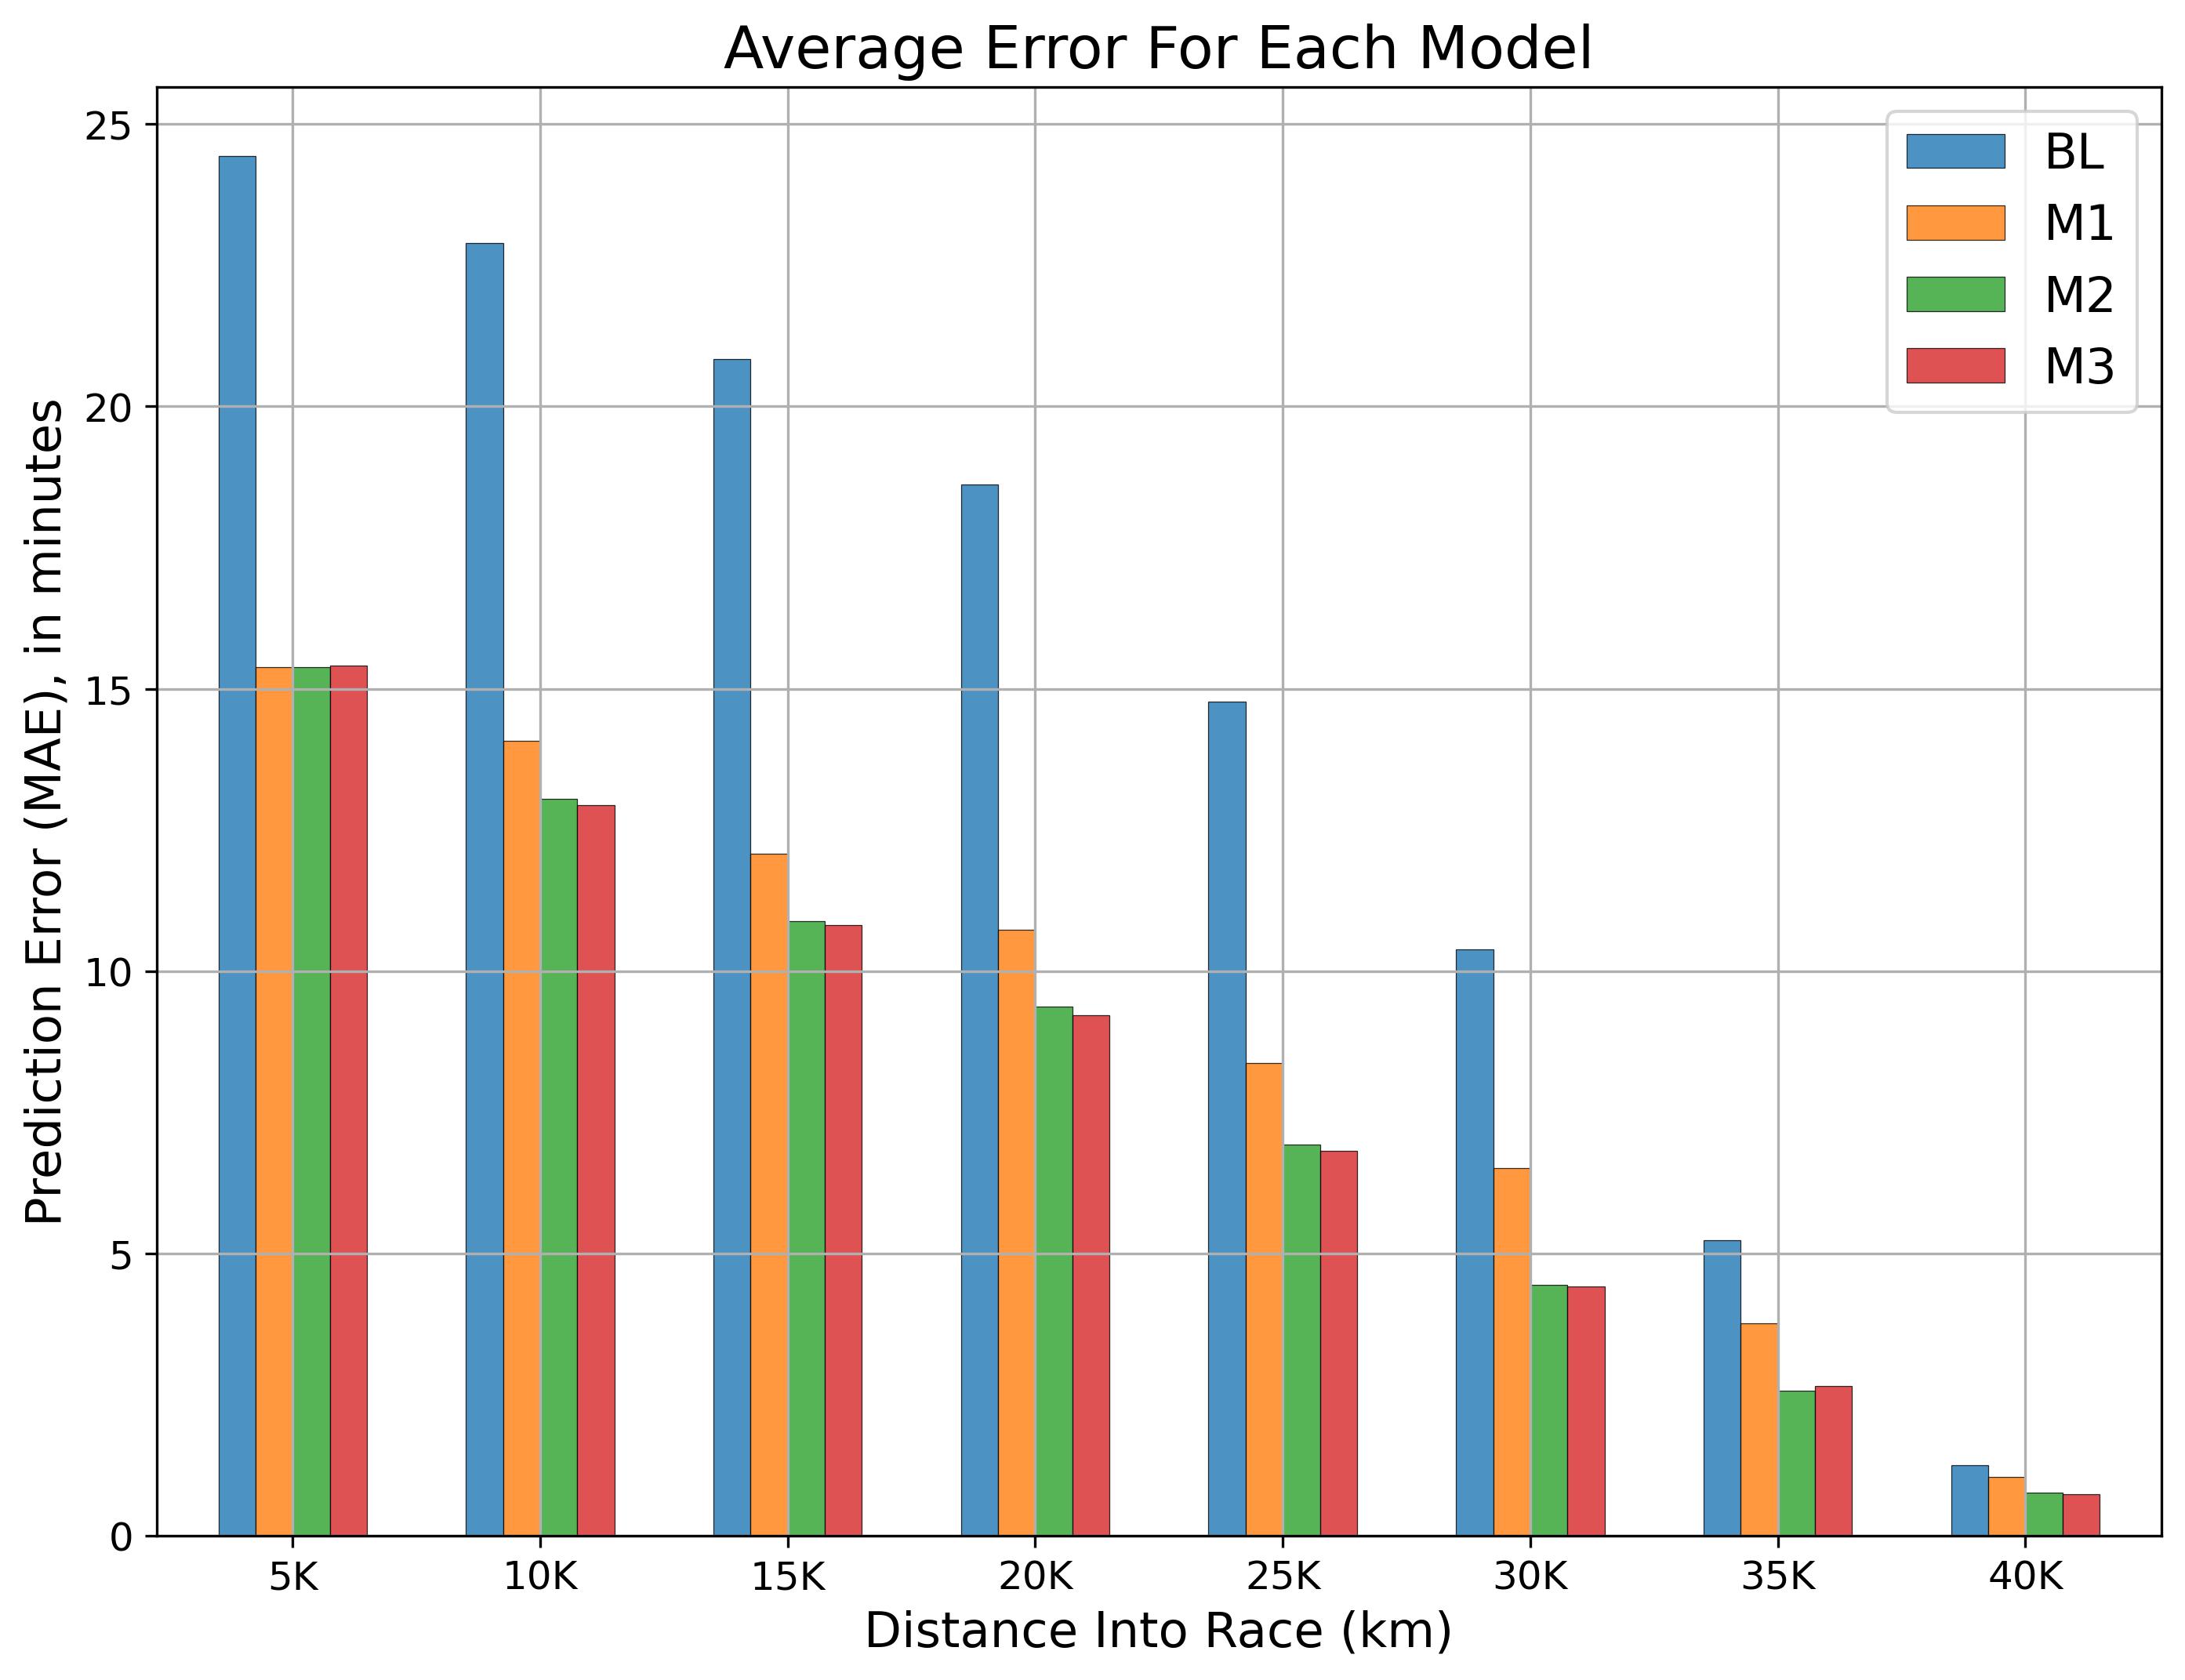 Average Error For Each Model
Prediction Error (MAE), in minutes
25
20
15
10
5
0
BL
M1
M2
M3
5K 10K 15K 20K 25K 30K 35K 40K
Distance Into Race (km)